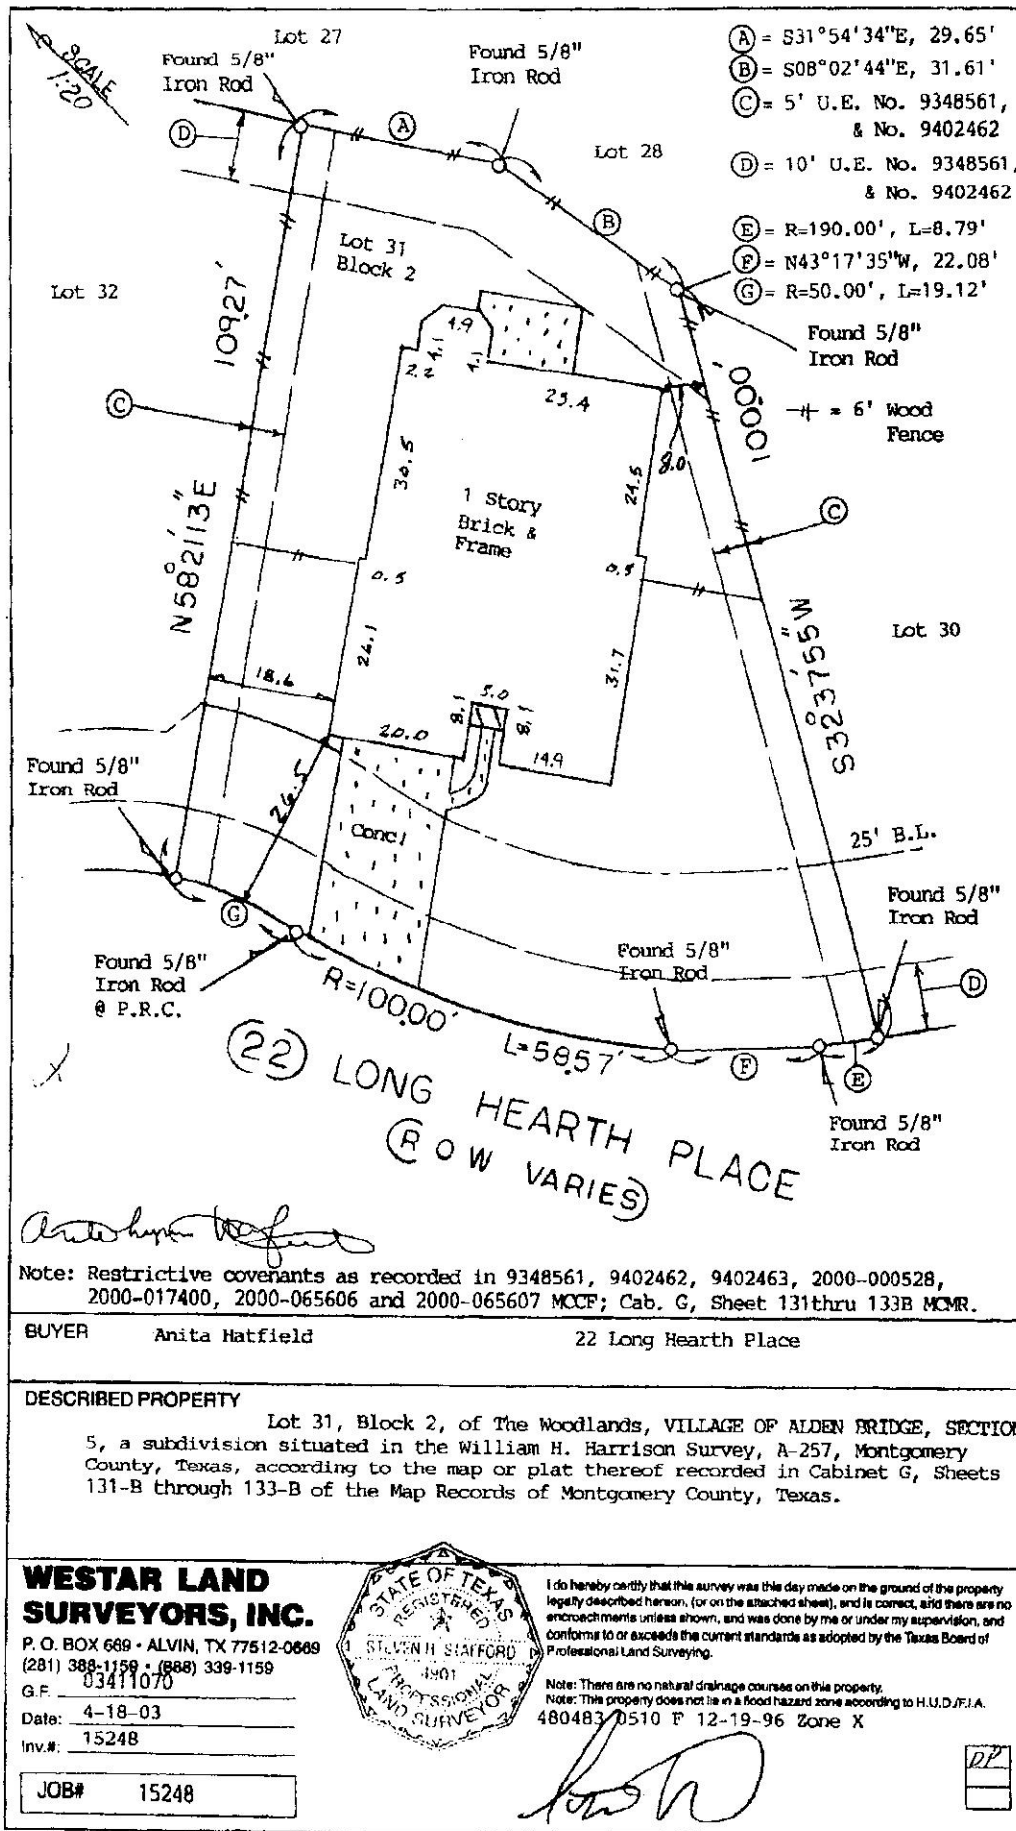 SCALE
1:20
Lot 27
Found 5/8"
Iron Rod
Found 5/8"
Iron Rod
Ⓐ = S31°54'34"E, 29.65'
Ⓑ = S08°02'44"E, 31.61'
Ⓒ = 5' U.E. No. 9348561,
& No. 9402462
Ⓓ = 10' U.E. No. 9348561,
& No. 9402462
Ⓔ = R=190.00', L=8.79'
Ⓕ = N43°17'35"W, 22.08'
Ⓖ = R=50.00', L=19.12'
Ⓓ
Ⓐ
Lot 28
Ⓑ
Lot 31
Block 2
Lot 32
109.27'
Found 5/8"
Iron Rod
100.00'
4.9
2.2
4.1
4.1
23.4
8.0
-//- = 6' Wood
Fence
Ⓒ
30.5
1 Story
Brick &
Frame
24.5
Ⓒ
N58°21'13"E
0.5
0.5
Lot 30
26.1
31.7
S32°37'55"W
18.6
5.0
8.1
8.1
20.0
14.9
Found 5/8"
Iron Rod
26.5
Conc.
25' B.L.
Ⓖ
Found 5/8"
Iron Rod
Found 5/8"
Iron Rod
@ P.R.C.
Found 5/8"
Iron Rod
Ⓓ
R=100.00'
L=58.57'
Ⓕ
Ⓔ
Found 5/8"
Iron Rod
(22) LONG HEARTH PLACE
(R O W VARIES)
Note: Restrictive covenants as recorded in 9348561, 9402462, 9402463, 2000-000528,
2000-017400, 2000-065606 and 2000-065607 MCCF; Cab. G, Sheet 131thru 133B MCMR.
BUYER Anita Hatfield 22 Long Hearth Place
DESCRIBED PROPERTY
Lot 31, Block 2, of The Woodlands, VILLAGE OF ALDEN BRIDGE, SECTION
5, a subdivision situated in the William H. Harrison Survey, A-257, Montgomery
County, Texas, according to the map or plat thereof recorded in Cabinet G, Sheets
131-B through 133-B of the Map Records of Montgomery County, Texas.
WESTAR LAND
SURVEYORS, INC.
P. O. BOX 669 • ALVIN, TX 77512-0669
(281) 388-1159 • (888) 339-1159
G.F. 03411070
Date: 4-18-03
Inv.#: 15248
JOB# 15248
STATE OF TEXAS
REGISTERED
STEVEN H STAFFORD
4901
PROFESSIONAL
LAND SURVEYOR
I do hereby certify that this survey was this day made on the ground of the property
legally described hereon, (or on the attached sheet), and is correct, and there are no
encroachments unless shown, and was done by me or under my supervision, and
conforms to or exceeds the current standards as adopted by the Texas Board of
Professional Land Surveying.
Note: There are no natural drainage courses on this property.
Note: This property does not lie in a flood hazard zone according to H.U.D./F.I.A.
480483 0510 F 12-19-96 Zone X
DP